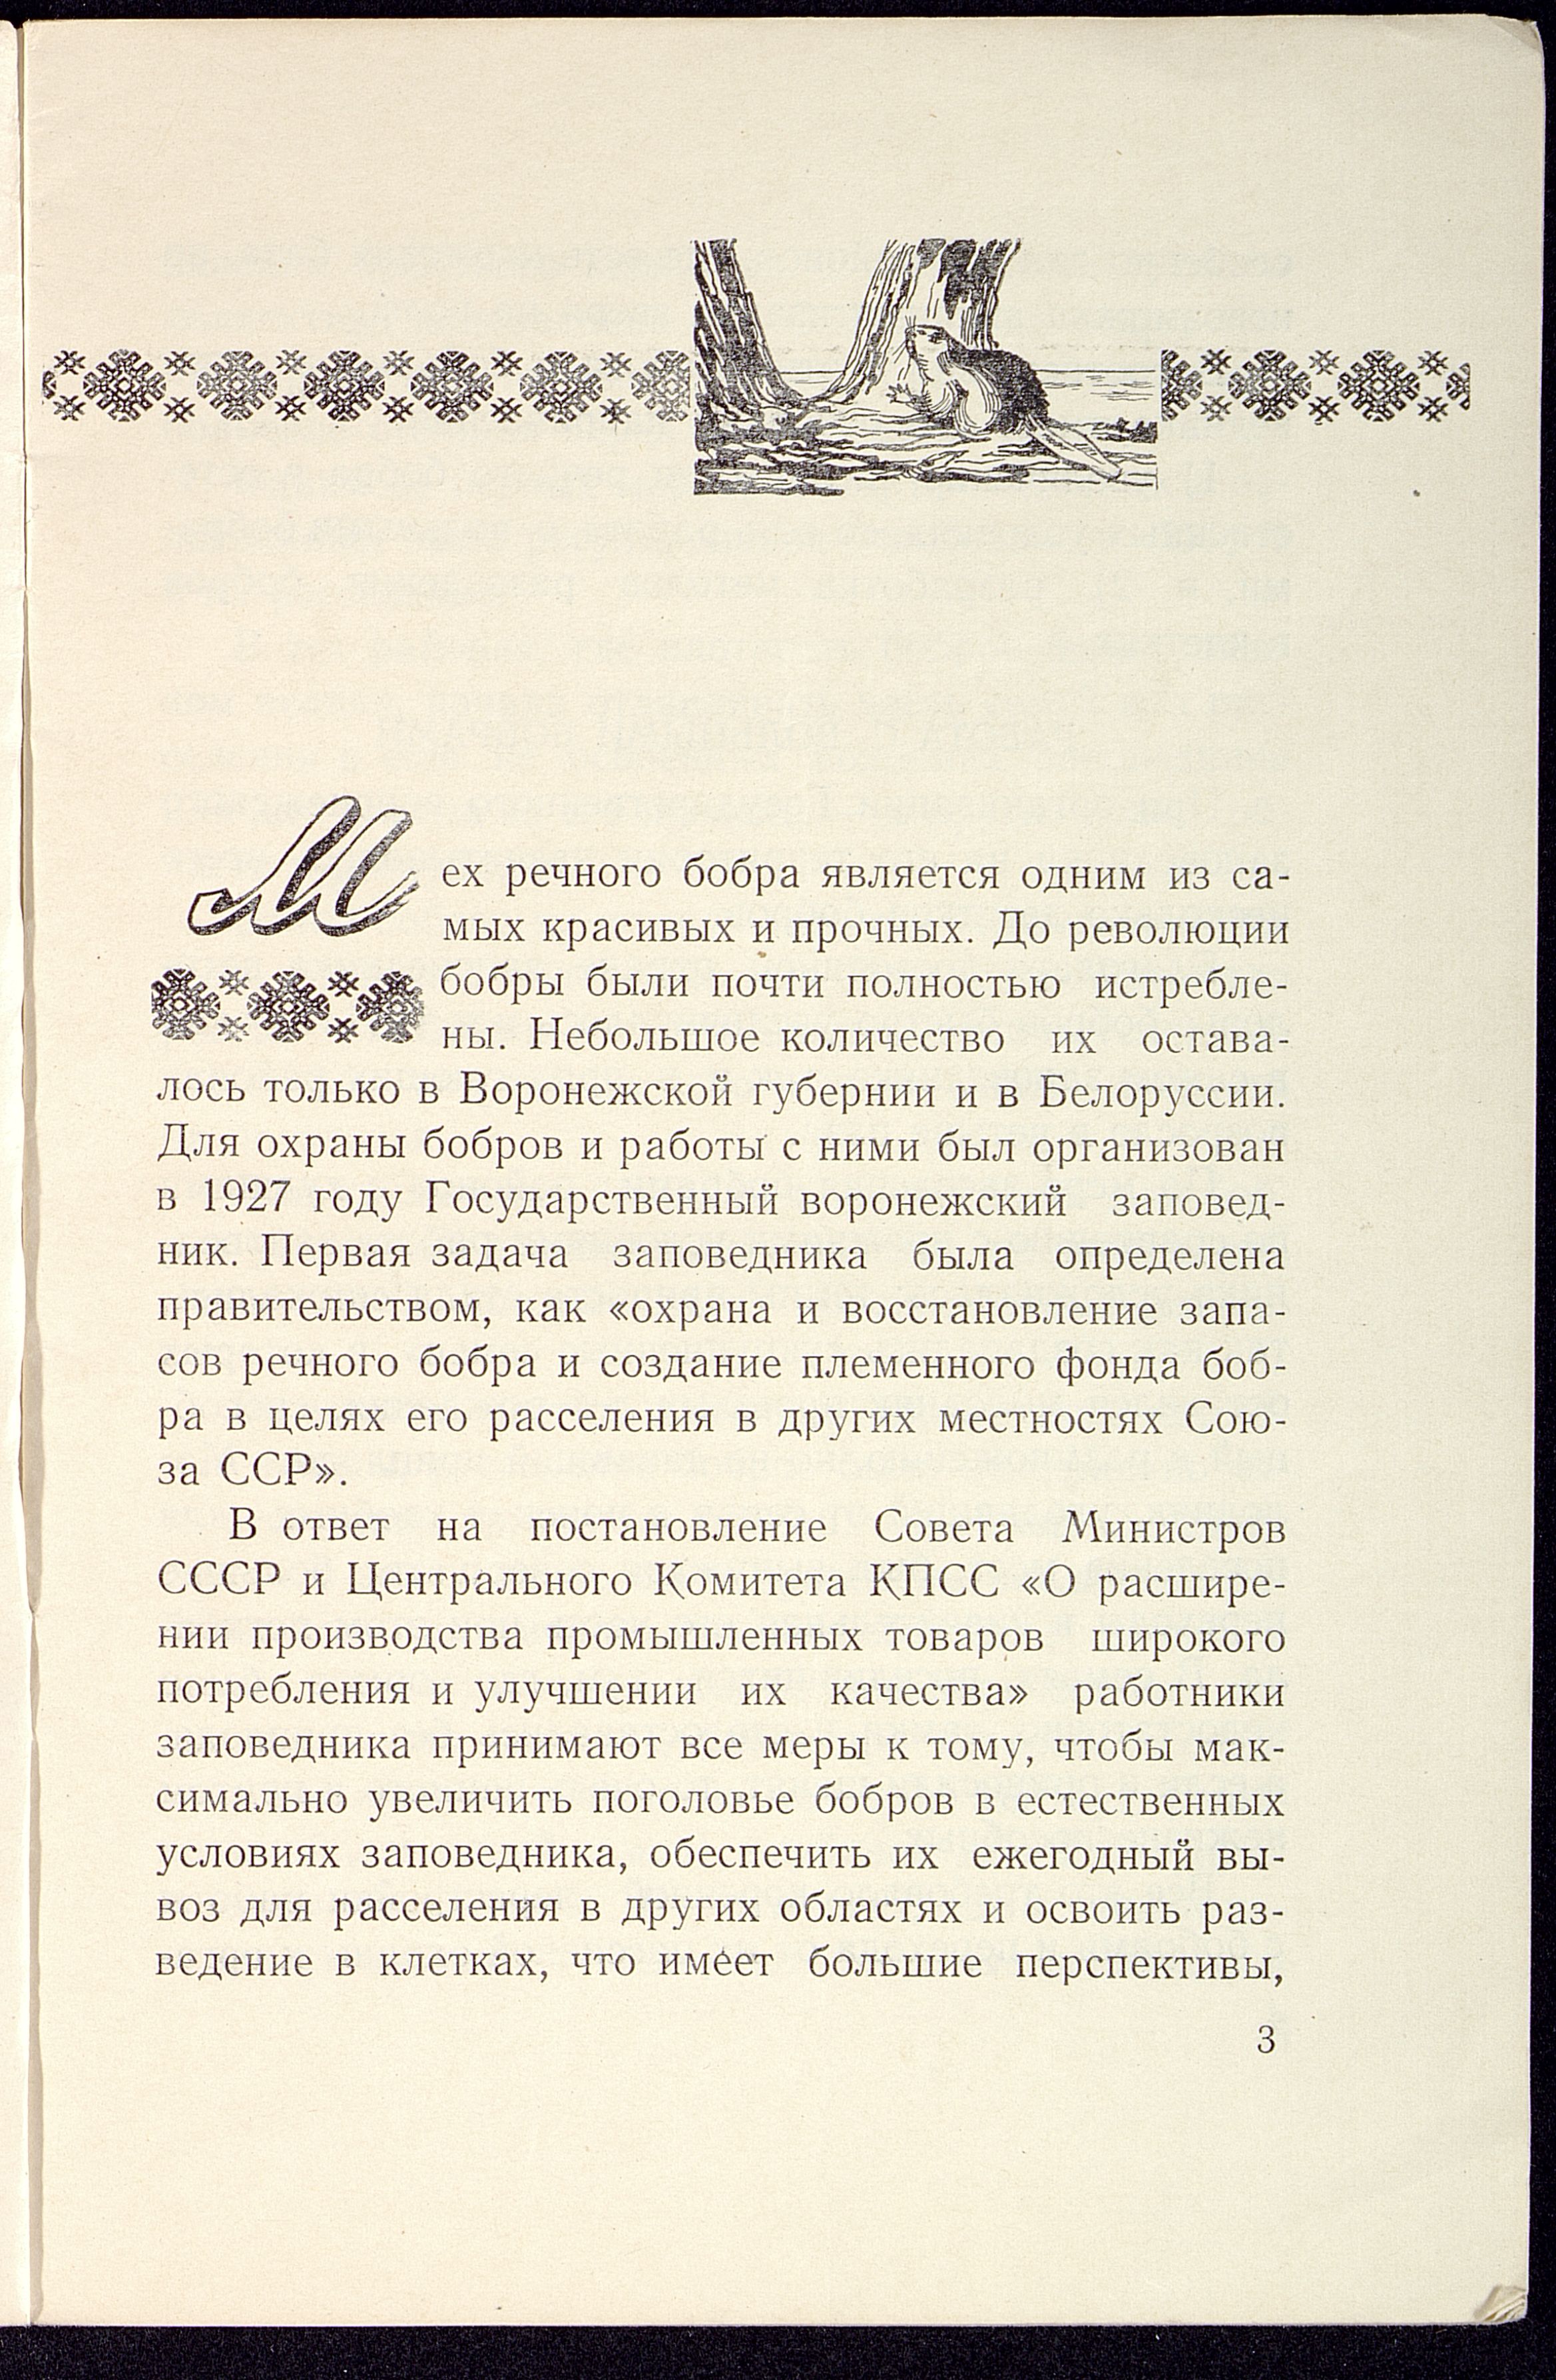 Мех речного бобра является одним из са-
мых красивых и прочных. До революции
бобры были почти полностью истребле-
ны. Небольшое количество их остава-
лось только в Воронежской губернии и в Белоруссии.
Для охраны бобров и работы с ними был организован
в 1927 году Государственный воронежский заповед-
ник. Первая задача заповедника была определена
правительством, как «охрана и восстановление запа-
сов речного бобра и создание племенного фонда боб-
ра в целях его расселения в других местностях Сою-
за ССР».
В ответ на постановление Совета Министров
СССР и Центрального Комитета КПСС «О расшире-
нии производства промышленных товаров широкого
потребления и улучшении их качества» работники
заповедника принимают все меры к тому, чтобы мак-
симально увеличить поголовье бобров в естественных
условиях заповедника, обеспечить их ежегодный вы-
воз для расселения в других областях и освоить раз-
ведение в клетках, что имеет большие перспективы,
3